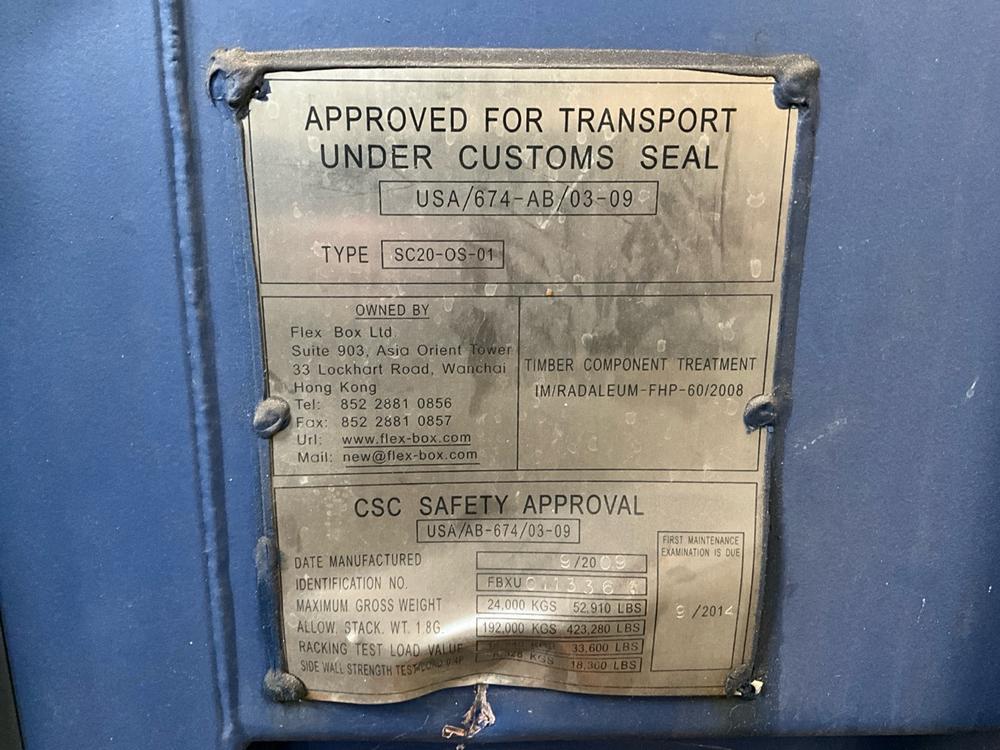 APPROVED FOR TRANSPORT
UNDER CUSTOMS SEAL
USA/674-AB/03-09
TYPE SC20-OS-01
OWNED BY
Flex Box Ltd
Suite 903, Asia Orient Tower
33 Lockhart Road, Wanchai
Hong Kong
Tel: 852 2881 0856
Fax: 852 2881 0857
Url: www.flex-box.com
Mail: new@flex-box.com
TIMBER COMPONENT TREATMENT
IM/RADALEUM-FHP-60/2008
CSC SAFETY APPROVAL
USA/AB-674/03-09
DATE MANUFACTURED 9/2009
IDENTIFICATION NO. FBXU
MAXIMUM GROSS WEIGHT 24,000 KGS 52,910 LBS
ALLOW. STACK. WT. 1.8G 192,000 KGS 423,280 LBS
RACKING TEST LOAD VALUE 33,600 LBS
SIDE WALL STRENGTH TEST KGS 18,300 LBS
FIRST MAINTENANCE
EXAMINATION IS DUE
9/2014